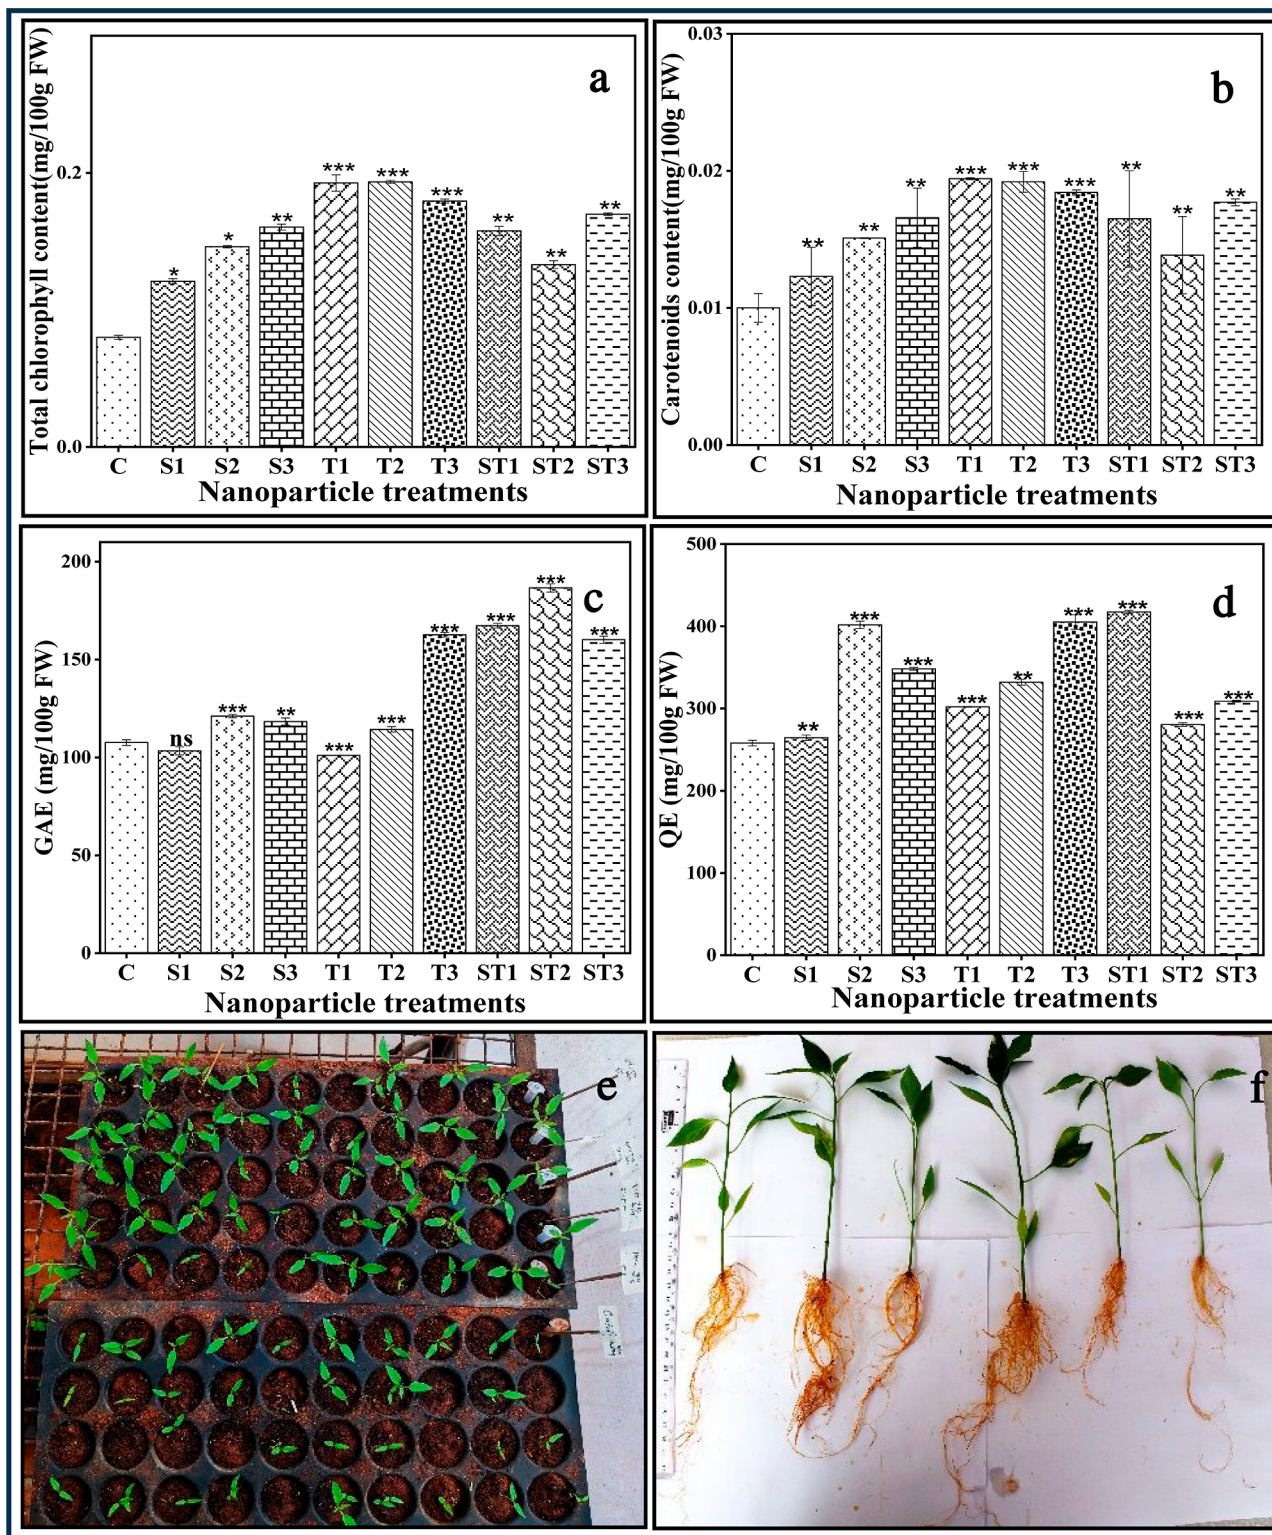 a
Total chlorophyll content(mg/100g FW)
0.2
0.0
*
*
**
***
***
***
**
**
**
C S1 S2 S3 T1 T2 T3 ST1 ST2 ST3
Nanoparticle treatments
b
Carotenoids content(mg/100g FW)
0.03
0.02
0.01
0.00
**
**
**
***
***
***
**
**
**
C S1 S2 S3 T1 T2 T3 ST1 ST2 ST3
Nanoparticle treatments
c
GAE (mg/100g FW)
200
150
100
50
0
ns
***
**
***
***
***
***
***
***
C S1 S2 S3 T1 T2 T3 ST1 ST2 ST3
Nanoparticle treatments
d
QE (mg/100g FW)
500
400
300
200
100
0
**
***
***
***
**
***
***
***
***
C S1 S2 S3 T1 T2 T3 ST1 ST2 ST3
Nanoparticle treatments
e
f